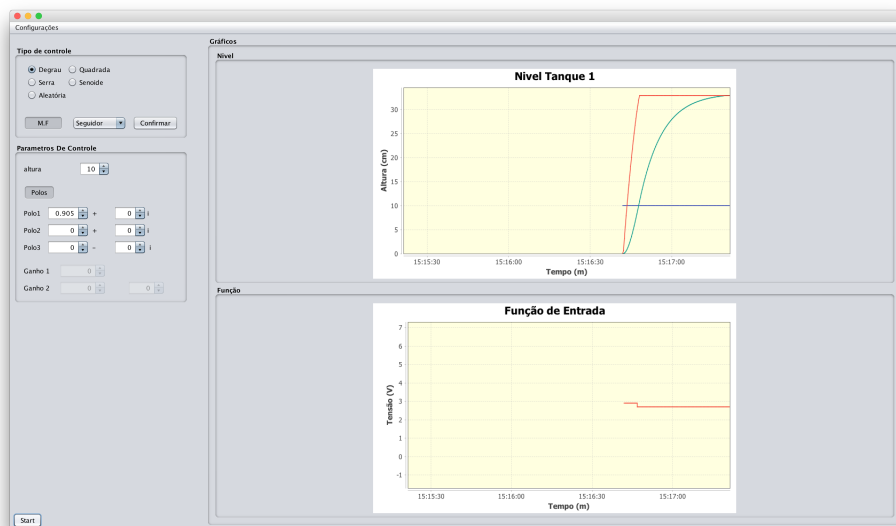 Configurações
Tipo de controle
Degrau Quadrada
Serra Senoide
Aleatória
M.F Seguidor Confirmar
Parametros De Controle
altura 10
Polos
Polo1 0.905 + 0 i
Polo2 0 + 0 i
Polo3 0 - 0 i
Ganho 1 0
Ganho 2 0 0
Start
Gráficos
Nivel
Nivel Tanque 1
Altura (cm)
30
25
20
15
10
5
0
15:15:30 15:16:00 15:16:30 15:17:00
Tempo (m)
Função
Função de Entrada
Tensão (V)
7
6
5
4
3
2
1
0
-1
15:15:30 15:16:00 15:16:30 15:17:00
Tempo (m)